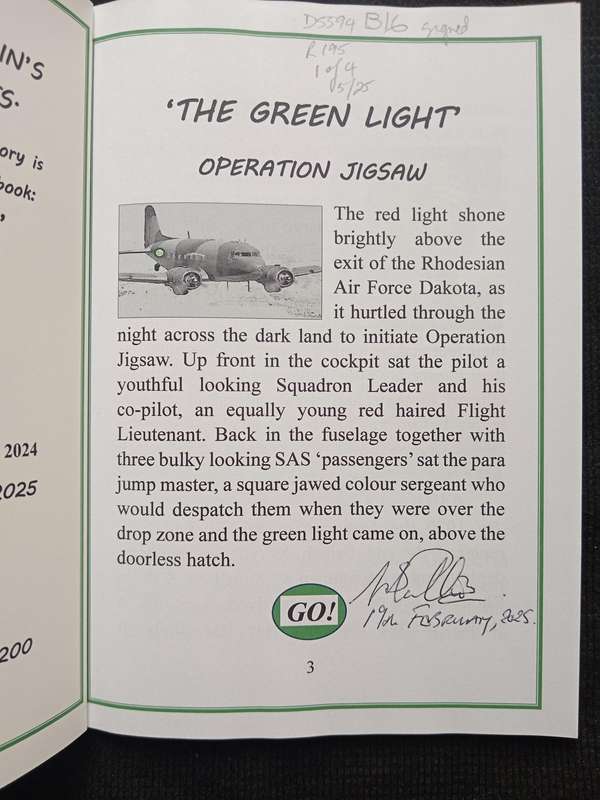 IN'S
TS.
ory is
book:
’
2024
2025
200
DS594 B16 signed
R195
1 of 4
5/25
‘THE GREEN LIGHT’
OPERATION JIGSAW
The red light shone
brightly above the
exit of the Rhodesian
Air Force Dakota, as
it hurtled through the
night across the dark land to initiate Operation
Jigsaw. Up front in the cockpit sat the pilot a
youthful looking Squadron Leader and his
co-pilot, an equally young red haired Flight
Lieutenant. Back in the fuselage together with
three bulky looking SAS ‘passengers’ sat the para
jump master, a square jawed colour sergeant who
would despatch them when they were over the
drop zone and the green light came on, above the
doorless hatch.
GO!
19th FEBRUARY, 2025.
3